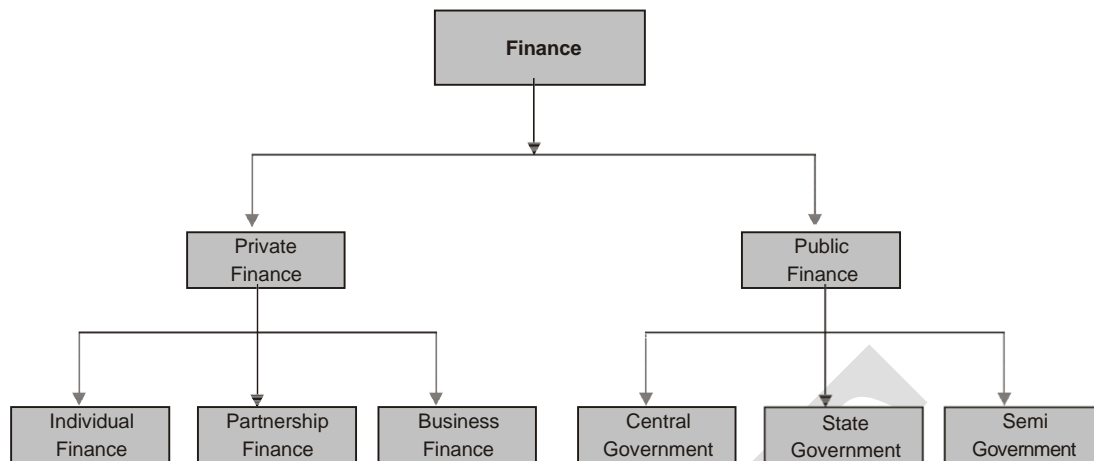 Finance
Private
Finance
Public
Finance
Individual
Finance
Partnership
Finance
Business
Finance
Central
Government
State
Government
Semi
Government